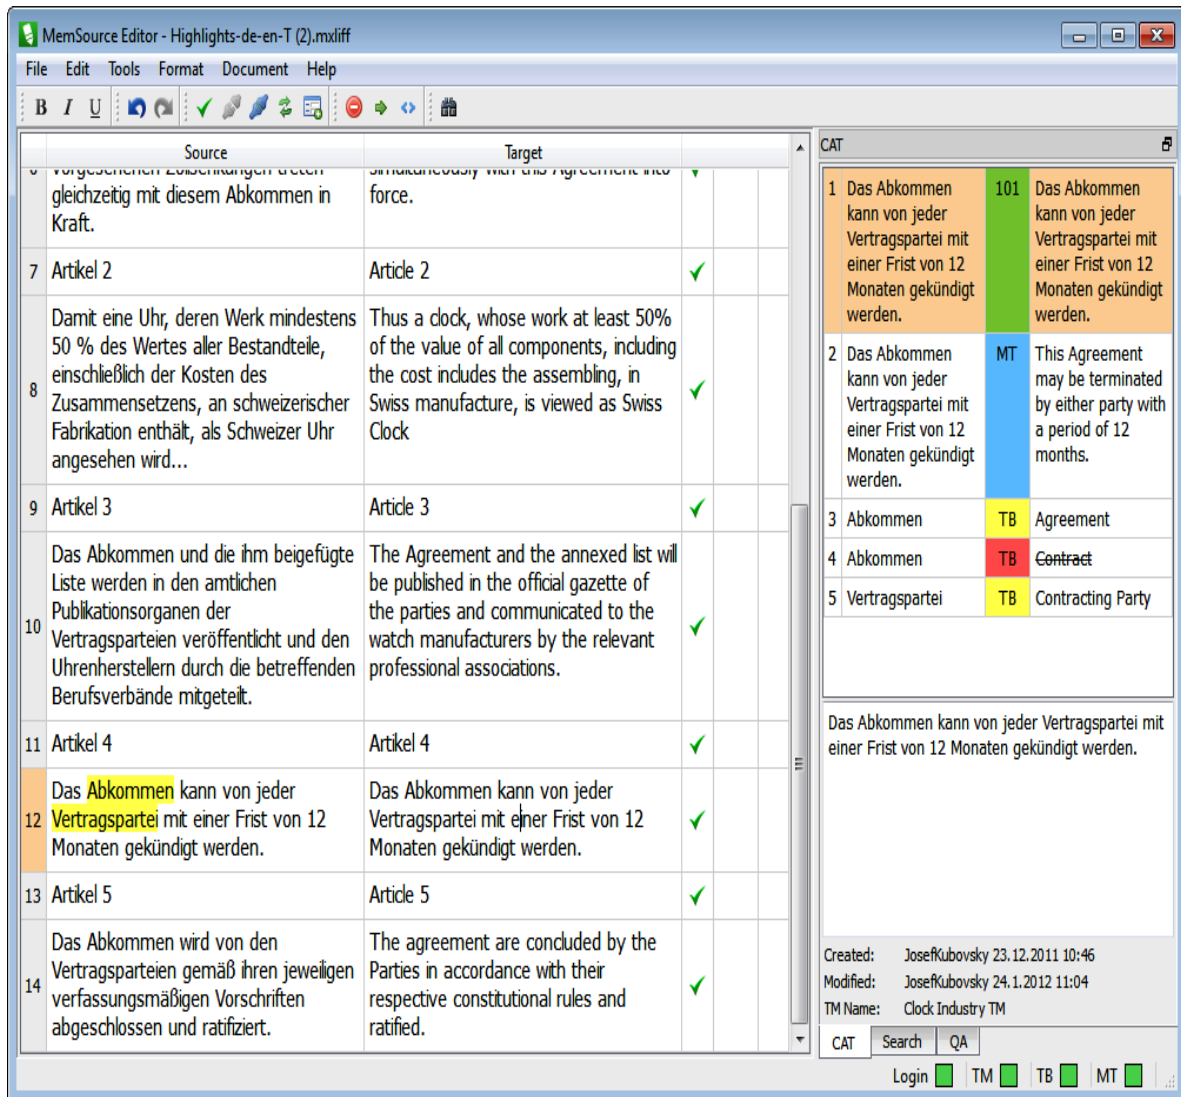 MemSource Editor - Highlights-de-en-T (2).mxliff
File Edit Tools Format Document Help
B I U
Source Target
6 vorgesehenen Zollsenkungen treten
gleichzeitig mit diesem Abkommen in
Kraft.
simultaneously with this Agreement into
force.
7 Artikel 2 Article 2
8
Damit eine Uhr, deren Werk mindestens
50 % des Wertes aller Bestandteile,
einschließlich der Kosten des
Zusammensetzens, an schweizerischer
Fabrikation enthält, als Schweizer Uhr
angesehen wird...
Thus a clock, whose work at least 50%
of the value of all components, including
the cost includes the assembling, in
Swiss manufacture, is viewed as Swiss
Clock
9 Artikel 3 Article 3
10
Das Abkommen und die ihm beigefügte
Liste werden in den amtlichen
Publikationsorganen der
Vertragsparteien veröffentlicht und den
Uhrenherstellern durch die betreffenden
Berufsverbände mitgeteilt.
The Agreement and the annexed list will
be published in the official gazette of
the parties and communicated to the
watch manufacturers by the relevant
professional associations.
11 Artikel 4 Artikel 4
12
Das Abkommen kann von jeder
Vertragspartei mit einer Frist von 12
Monaten gekündigt werden.
Das Abkommen kann von jeder
Vertragspartei mit einer Frist von 12
Monaten gekündigt werden.
13 Artikel 5 Article 5
14
Das Abkommen wird von den
Vertragsparteien gemäß ihren jeweiligen
verfassungsmäßigen Vorschriften
abgeschlossen und ratifiziert.
The agreement are concluded by the
Parties in accordance with their
respective constitutional rules and
ratified.
CAT
1 Das Abkommen
kann von jeder
Vertragspartei mit
einer Frist von 12
Monaten gekündigt
werden.
101
Das Abkommen
kann von jeder
Vertragspartei mit
einer Frist von 12
Monaten gekündigt
werden.
2 Das Abkommen
kann von jeder
Vertragspartei mit
einer Frist von 12
Monaten gekündigt
werden.
MT
This Agreement
may be terminated
by either party with
a period of 12
months.
3 Abkommen TB Agreement
4 Abkommen TB Contract
5 Vertragspartei TB Contracting Party
Das Abkommen kann von jeder Vertragspartei mit
einer Frist von 12 Monaten gekündigt werden.
Created: JosefKubovsky 23.12.2011 10:46
Modified: JosefKubovsky 24.1.2012 11:04
TM Name: Clock Industry TM
CAT Search QA
Login TM TB MT